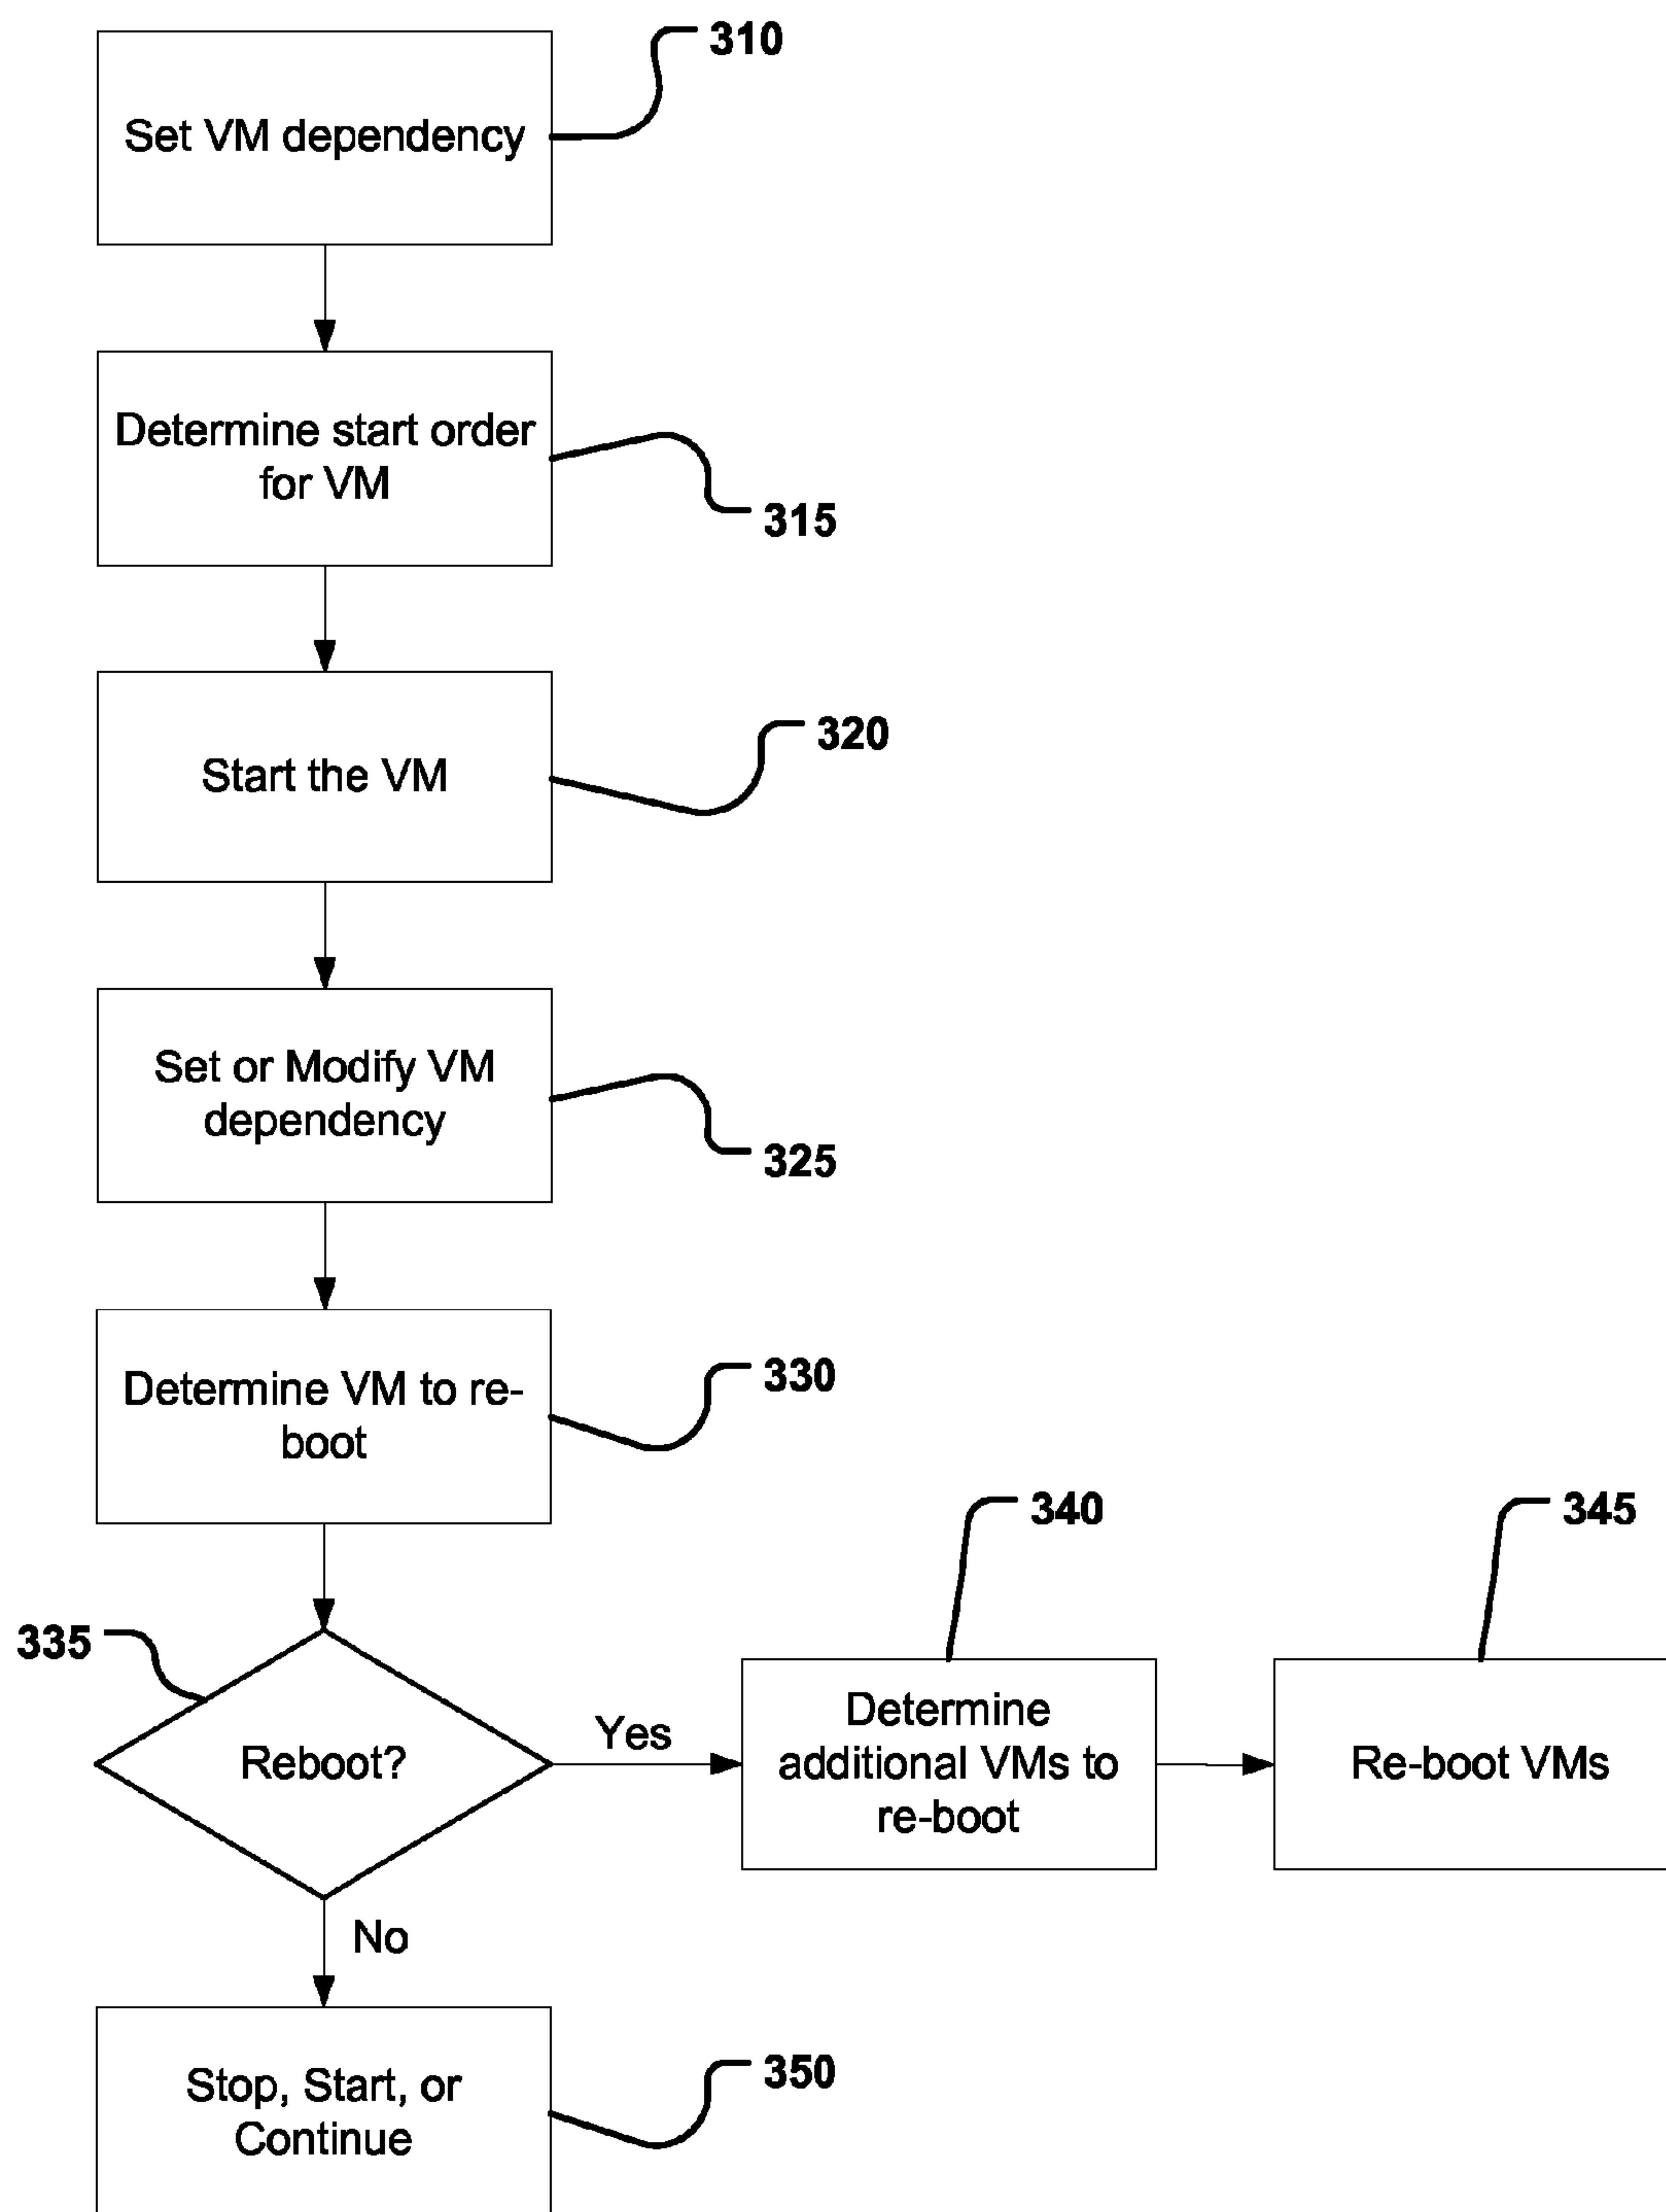 310
Set VM dependency
Determine start order
for VM
315
320
Start the VM
Set or Modify VM
dependency
325
Determine VM to re-
boot
330
335
Reboot?
Yes
340
Determine
additional VMs to
re-boot
345
Re-boot VMs
No
Stop, Start, or
Continue
350